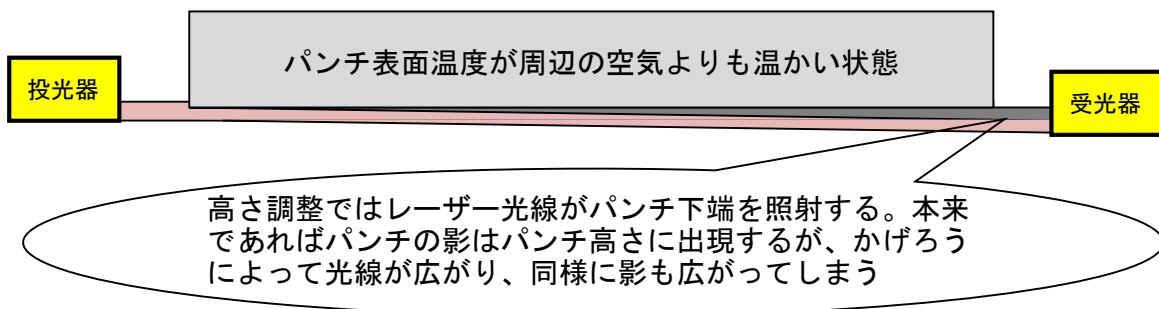 パンチ表面温度が周辺の空気よりも温かい状態
投光器
受光器
高さ調整ではレーザー光線がパンチ下端を照射する。本来
であればパンチの影はパンチ高さに出現するが、かげろう
によって光線が広がり、同様に影も広がってしまう